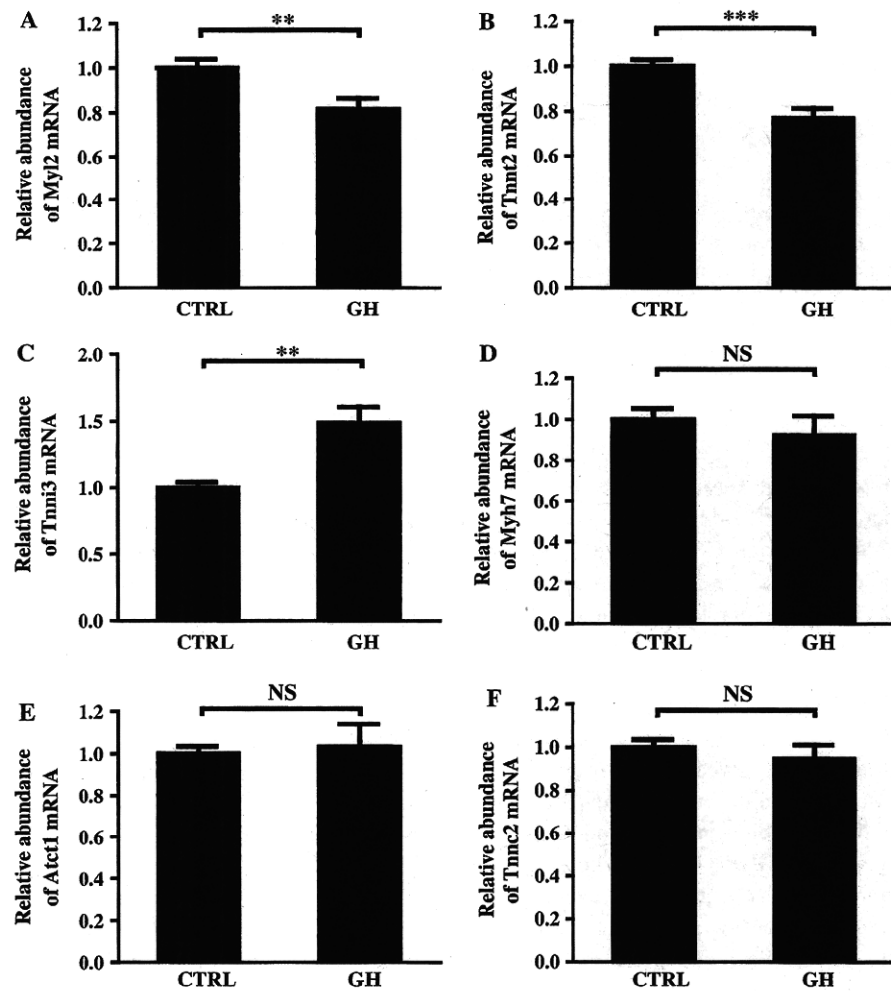 A
Relative abundance
of Myl2 mRNA
1.2
1.0
0.8
0.6
0.4
0.2
0.0
**
CTRL
GH
B
Relative abundance
of Tnnt2 mRNA
1.2
1.0
0.8
0.6
0.4
0.2
0.0
***
CTRL
GH
C
Relative abundance
of Tnni3 mRNA
2.0
1.5
1.0
0.5
0.0
**
CTRL
GH
D
Relative abundance
of Myh7 mRNA
1.2
1.0
0.8
0.6
0.4
0.2
0.0
NS
CTRL
GH
E
Relative abundance
of Atct1 mRNA
1.2
1.0
0.8
0.6
0.4
0.2
0.0
NS
CTRL
GH
F
Relative abundance
of Tnnc2 mRNA
1.2
1.0
0.8
0.6
0.4
0.2
0.0
NS
CTRL
GH